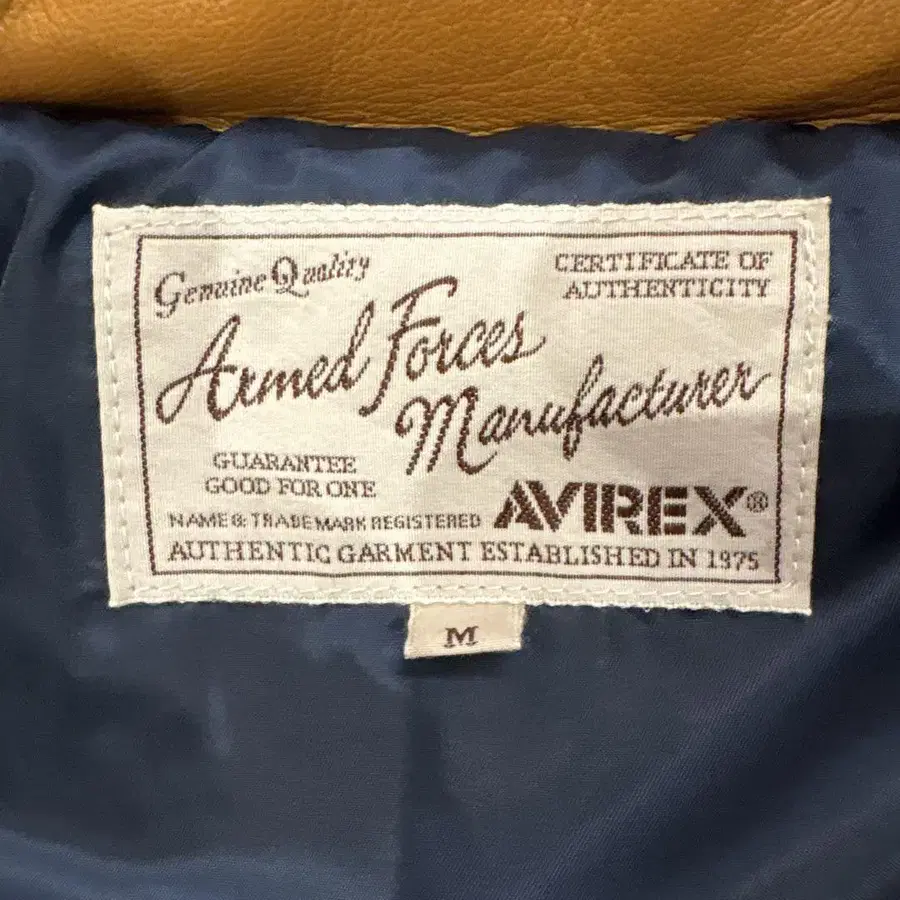 Genuine Quality
CERTIFICATE OF
AUTHENTICITY
Armed Forces
Manufacturer
GUARANTEE
GOOD FOR ONE
NAME & TRADEMARK REGISTERED
AVIREX®
AUTHENTIC GARMENT ESTABLISHED IN 1975
M